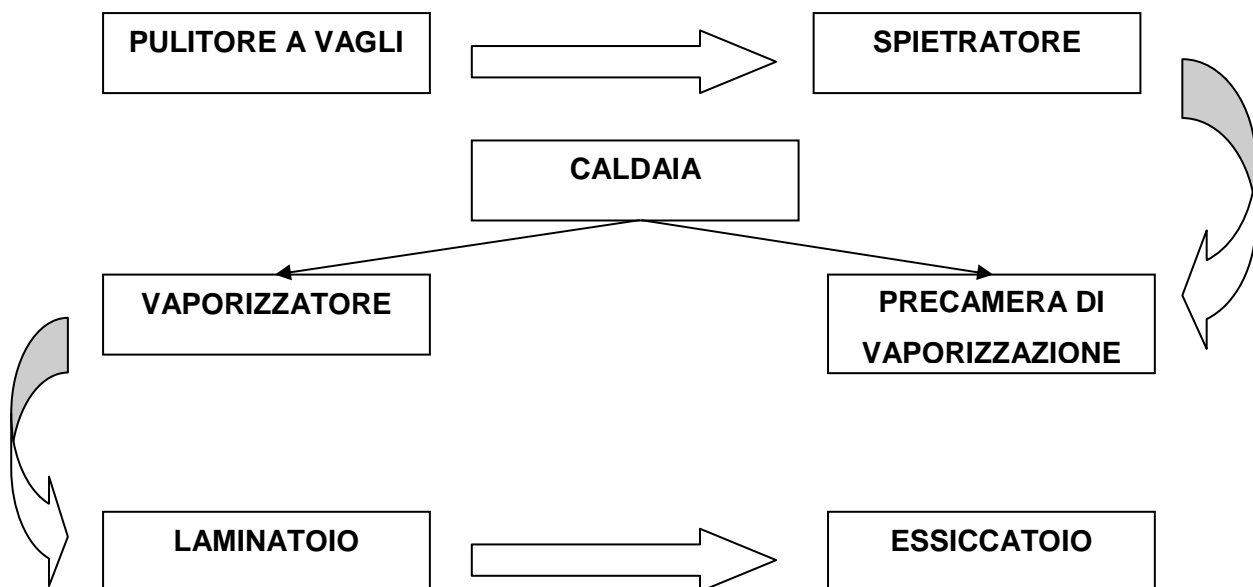 PULITORE A VAGLI
SPIETRATORE
CALDAIA
VAPORIZZATORE
PRECAMERA DI
VAPORIZZAZIONE
LAMINATOIO
ESSICCATOIO